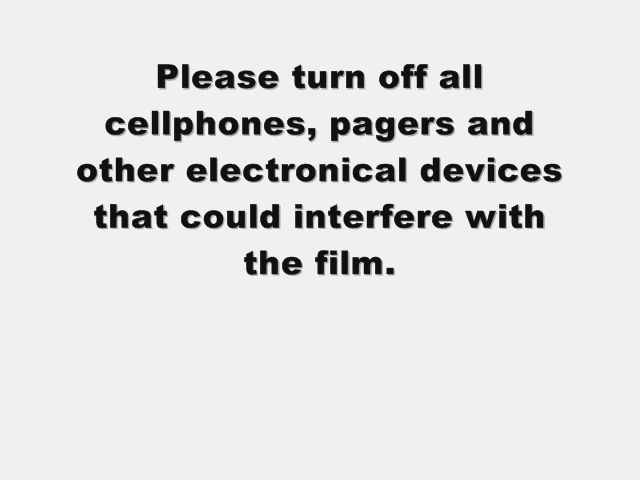 Please turn off all
cellphones, pagers and
other electronical devices
that could interfere with
the film.